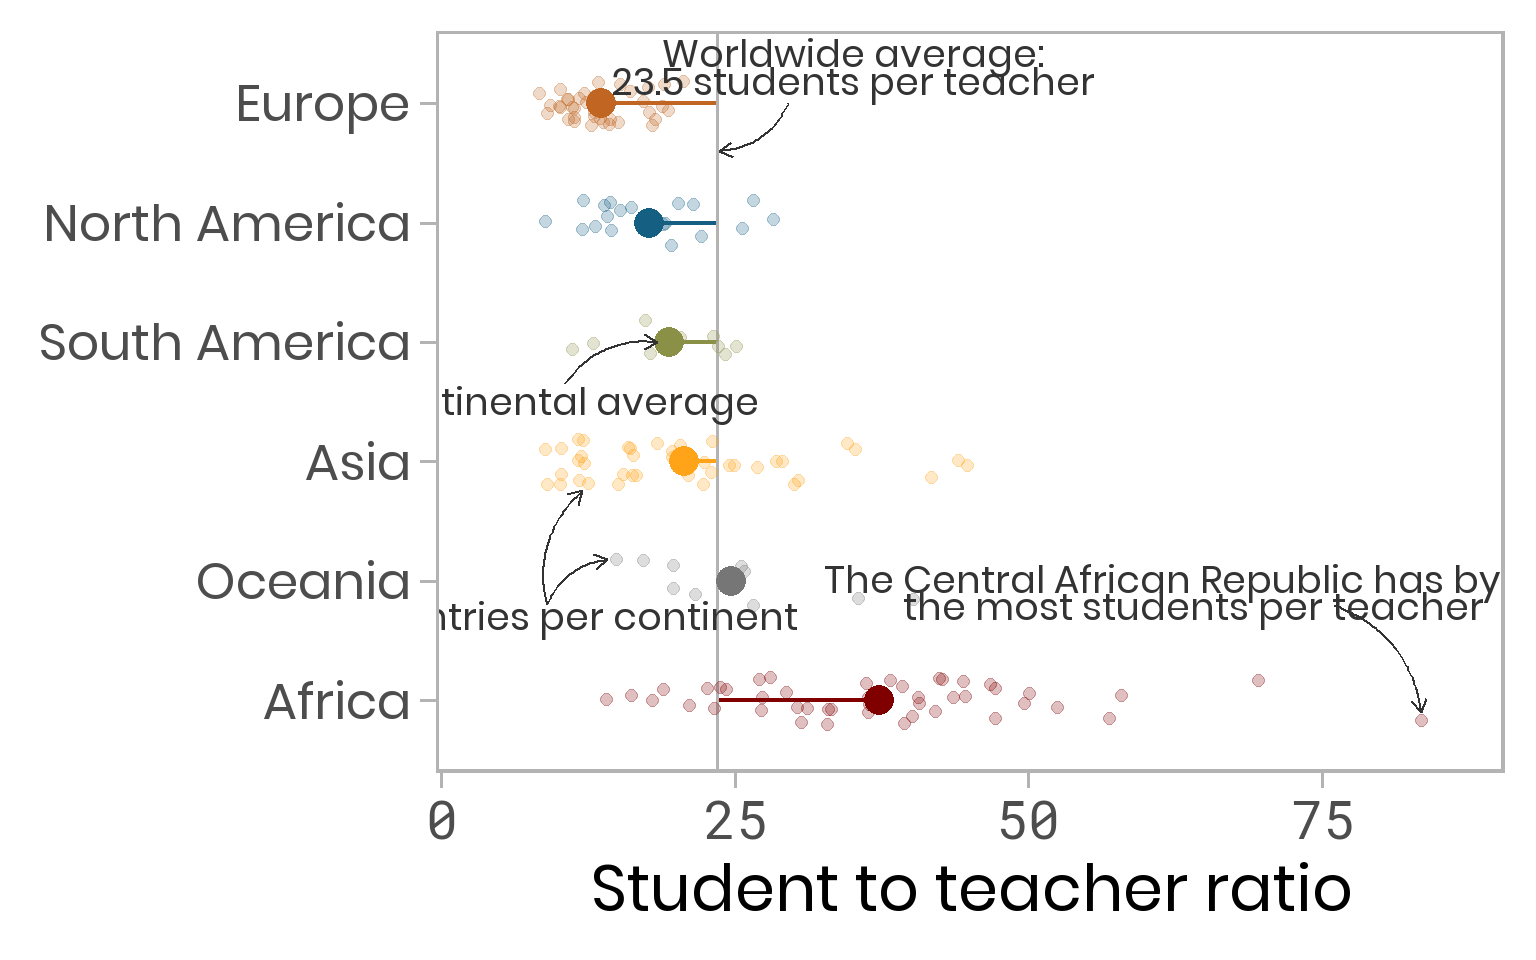 Worldwide average:
23.5 students per teacher
Europe
North America
South America
tinental average
Asia
Oceania
The Central African Republic has by
the most students per teacher
ntries per continent
Africa
0 25 50 75
Student to teacher ratio